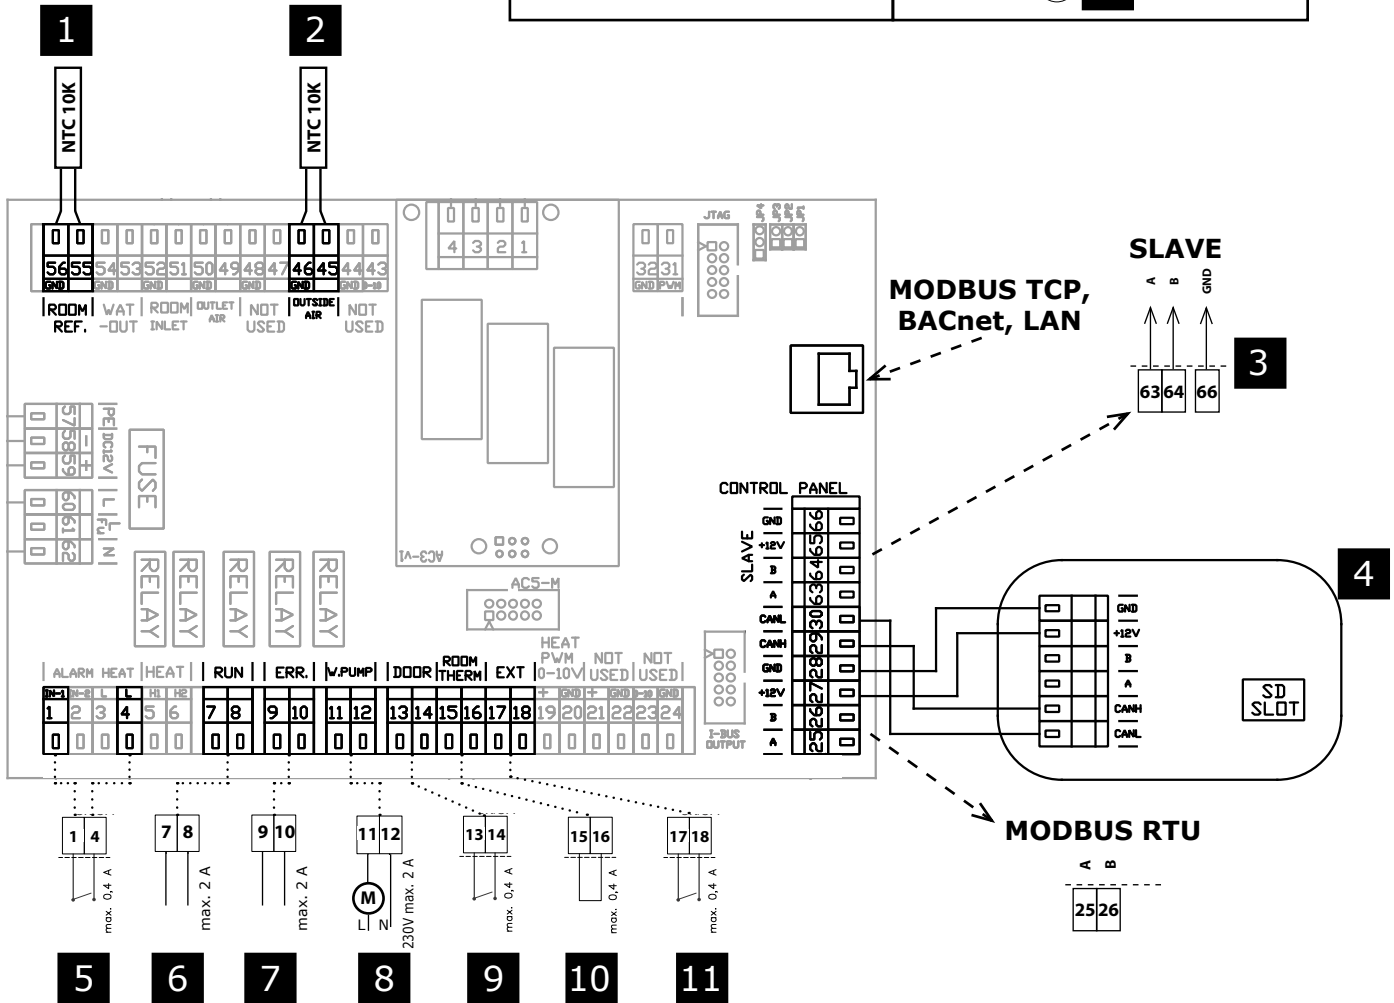 1
2
NTC 10K
NTC 10K
4 3 2 1
JTAG
JP4
JP3
JP2
JP1
56 55 54 53 52 51 50 49 48 47 46 45 44 43
32 31
GND GND GND GND GND GND GND 0-10
GND PWM
ROOM REF.
WAT -OUT
ROOM INLET
OUTLET AIR
NOT USED
OUTSIDE AIR
NOT USED
MODBUS TCP,
BACnet, LAN
SLAVE
A B GND
63 64 66
3
57 58 59
PE DC12V
- +
60 61 62
L L N
Fu
FUSE
RELAY
RELAY
RELAY
RELAY
RELAY
AC3-v1
AC5-M
CONTROL PANEL
SLAVE
GND 66
+12V 65
B 64
A 63
CANL 30
CANH 29
GND 28
+12V 27
B 26
A 25
I-BUS
OUTPUT
4
GND
+12V
B
A
CANH
CANL
SD
SLOT
ALARM HEAT
HEAT
RUN
ERR.
W.PUMP
DOOR
ROOM THERM
EXT
HEAT PWM 0-10V
NOT USED
NOT USED
IN-1 IN-2 L L H1 H2
+ GND + GND 0-10 GND
1 2 3 4 5 6 7 8 9 10 11 12 13 14 15 16 17 18 19 20 21 22 23 24
MODBUS RTU
A B
25 26
1 4
max. 0,4 A
7 8
max. 2 A
9 10
max. 2 A
11 12
M
L N
230V max. 2 A
13 14
max. 0,4 A
15 16
max. 0,4 A
17 18
max. 0,4 A
5
6
7
8
9
10
11